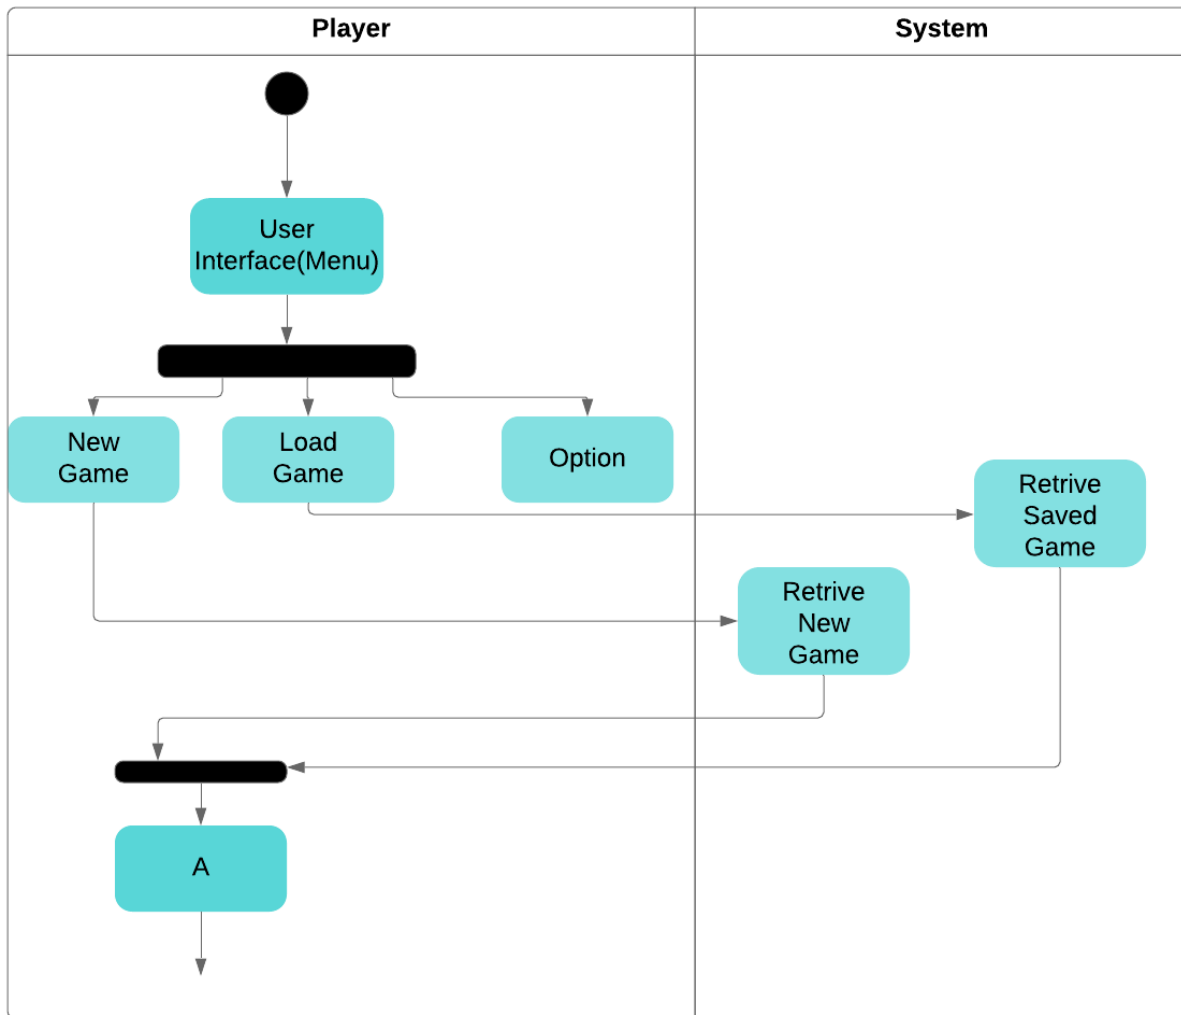 Player
System
User
Interface(Menu)
New
Game
Load
Game
Option
Retrive
Saved
Game
Retrive
New
Game
A